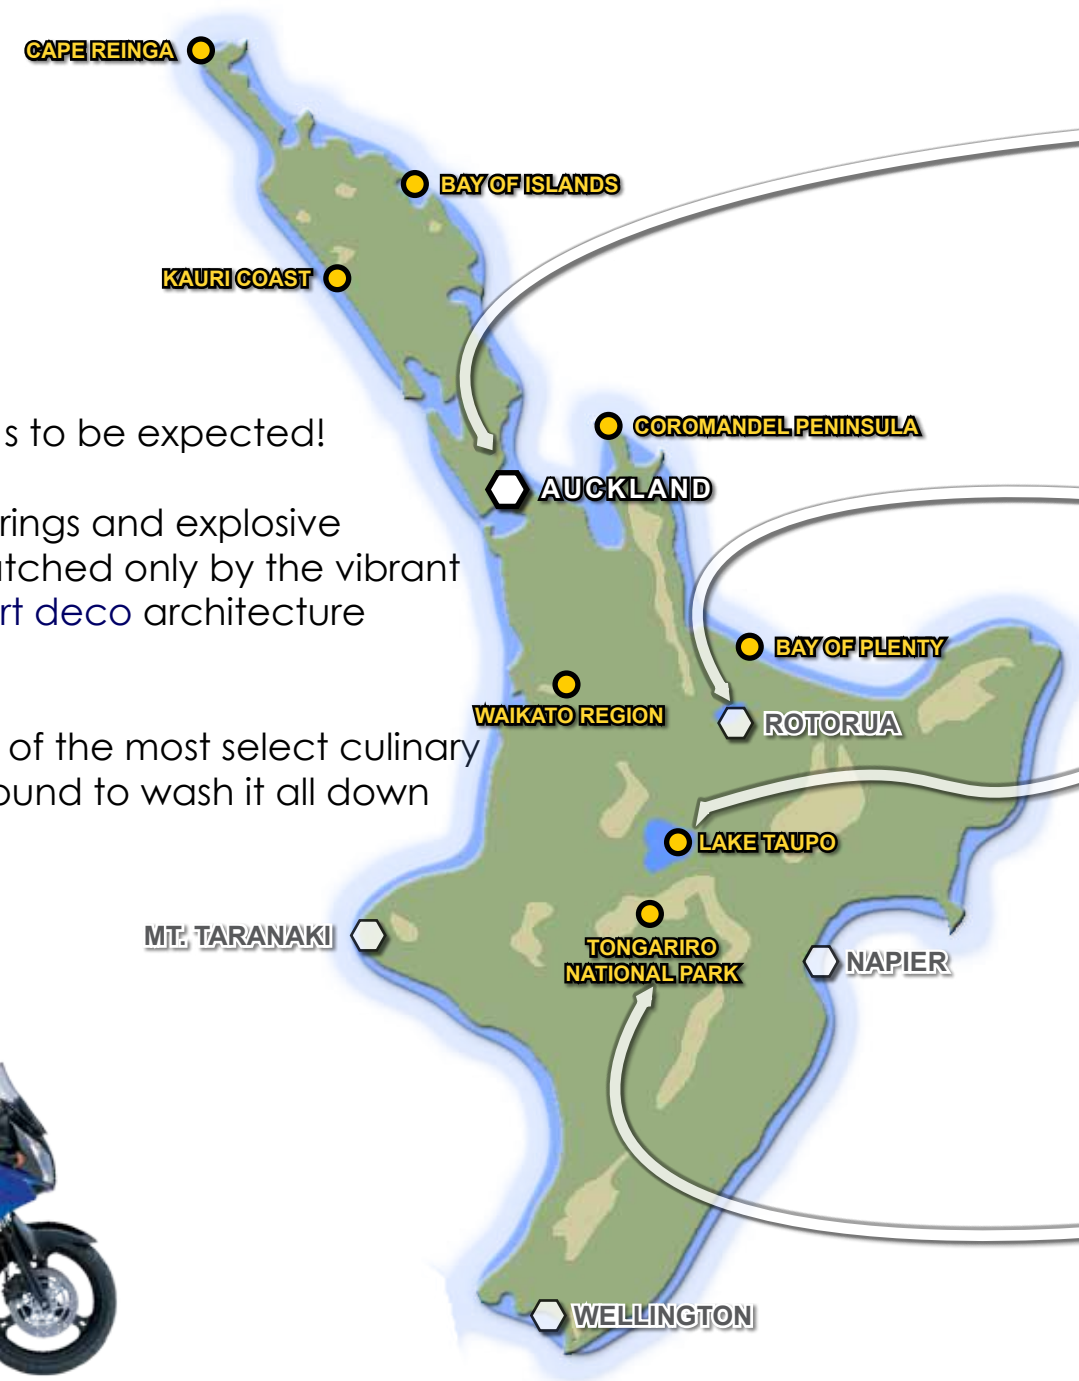 CAPE REINGA
BAY OF ISLANDS
KAURI COAST
s to be expected!
COROMANDEL PENINSULA
AUCKLAND
rings and explosive
atched only by the vibrant
rt deco architecture
BAY OF PLENTY
WAIKATO REGION
ROTORUA
of the most select culinary
ound to wash it all down
LAKE TAUPO
MT. TARANAKI
TONGARIRO
NATIONAL PARK
NAPIER
WELLINGTON